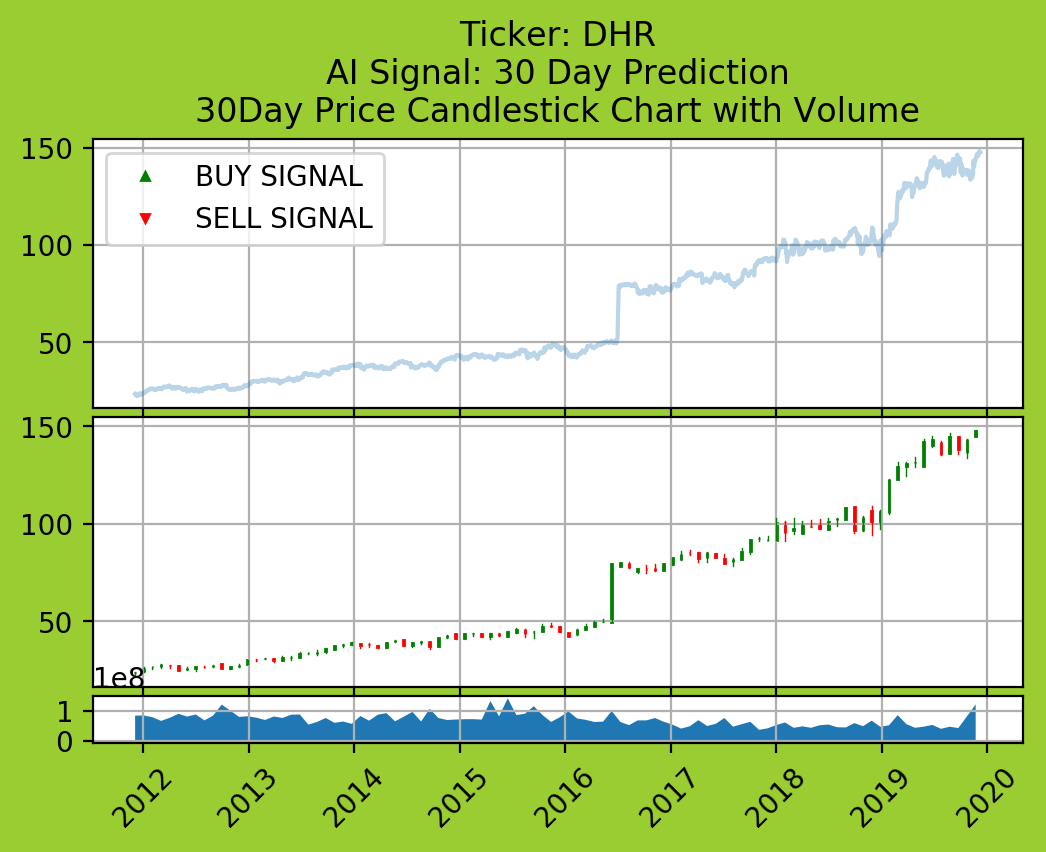 Ticker: DHR
AI Signal: 30 Day Prediction
30Day Price Candlestick Chart with Volume
150
100
50
BUY SIGNAL
SELL SIGNAL
150
100
50
1e8
1
0
2012 2013 2014 2015 2016 2017 2018 2019 2020